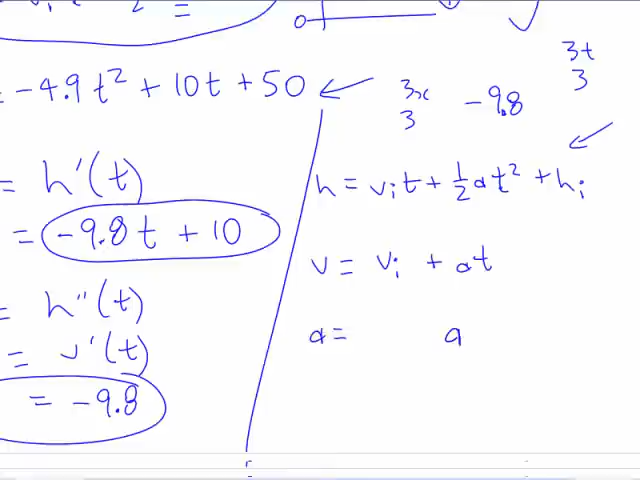 0
= -4.9t² + 10t + 50
3x
3
-9.8
3t
3
= h'(t)
= -9.8t + 10
= h"(t)
= v'(t)
= -9.8
h = vᵢt + ½at² + hᵢ
v = vᵢ + at
a = a